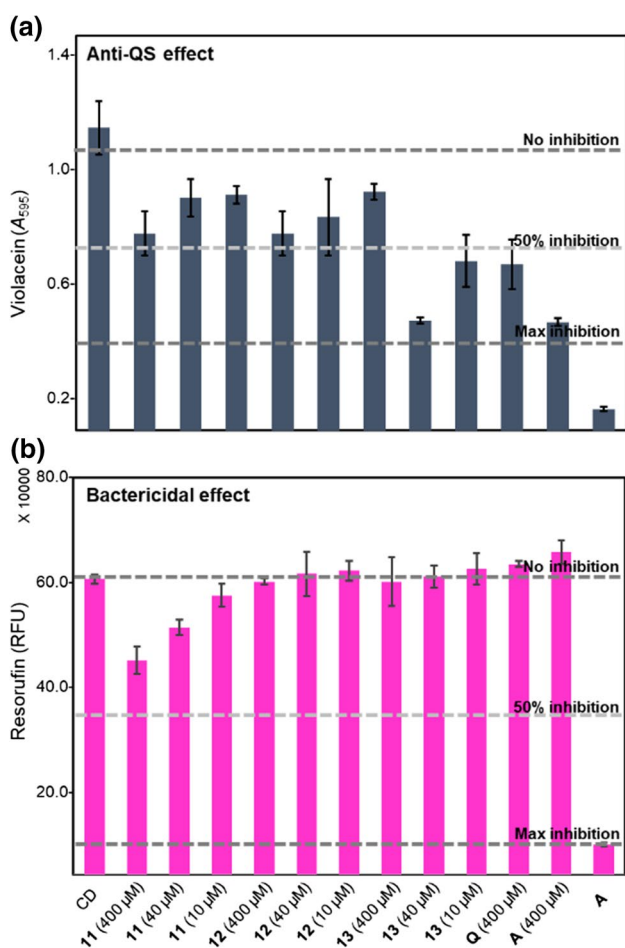 (a)
Anti-QS effect
1.4
1.0
0.6
0.2
Violacein (A595)
No inhibition
50% inhibition
Max inhibition
(b)
Bactericidal effect
X 10000
80.0
60.0
40.0
20.0
Resorufin (RFU)
No inhibition
50% inhibition
Max inhibition
CD
11 (400 µM)
11 (40 µM)
11 (10 µM)
12 (400 µM)
12 (40 µM)
12 (10 µM)
13 (400 µM)
13 (40 µM)
13 (10 µM)
Q (400 µM)
A (400 µM)
A